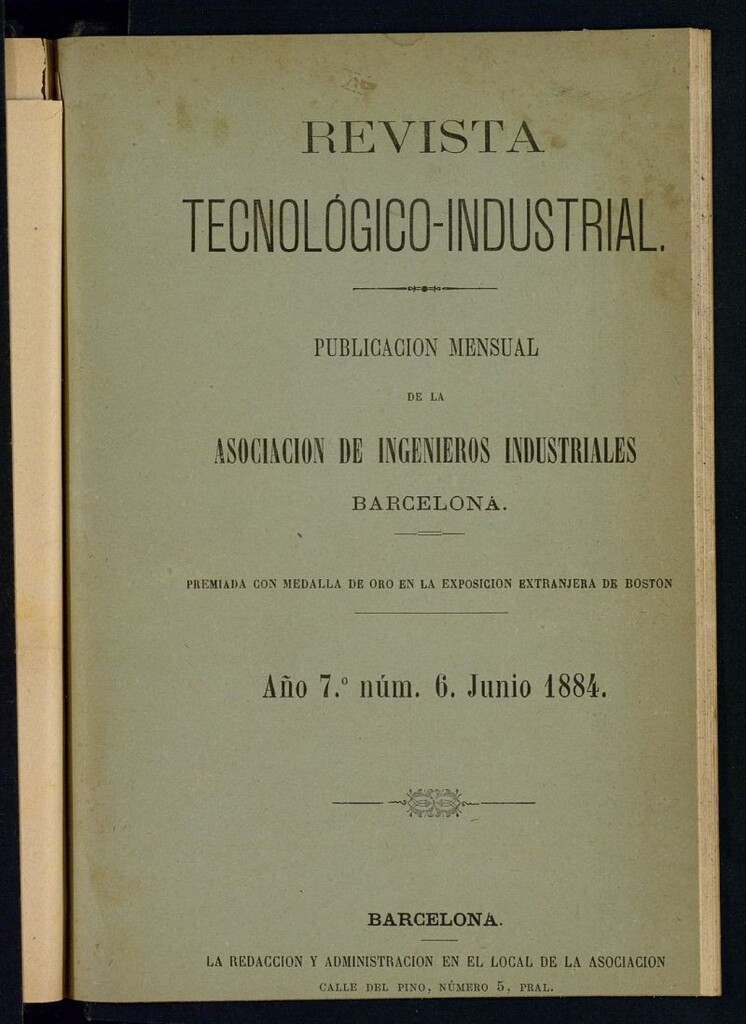 REVISTA
TECNOLÓGICO-INDUSTRIAL.
PUBLICACION MENSUAL
DE LA
ASOCIACION DE INGENIEROS INDUSTRIALES
BARCELONA.
PREMIADA CON MEDALLA DE ORO EN LA EXPOSICION EXTRANJERA DE BOSTON
Año 7.º núm. 6. Junio 1884.
BARCELONA.
LA REDACCION Y ADMINISTRACION EN EL LOCAL DE LA ASOCIACION
CALLE DEL PINO, NÚMERO 5, PRAL.